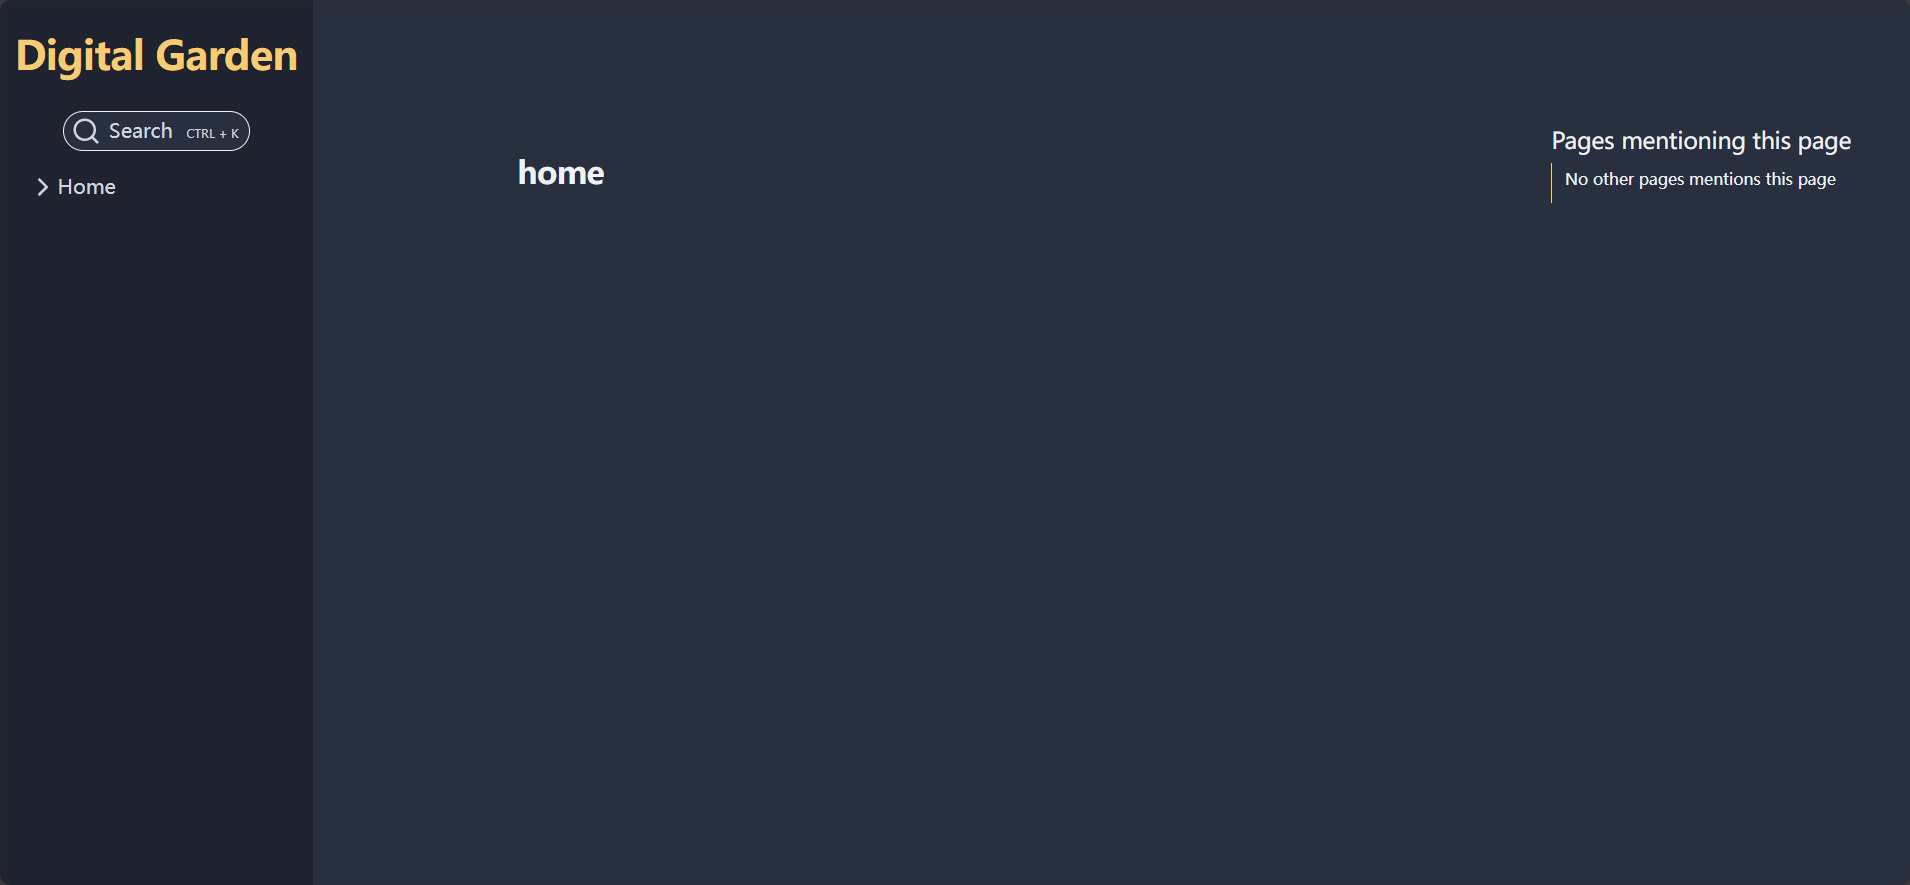 Digital Garden
Search CTRL + K
Home
home
Pages mentioning this page
No other pages mentions this page